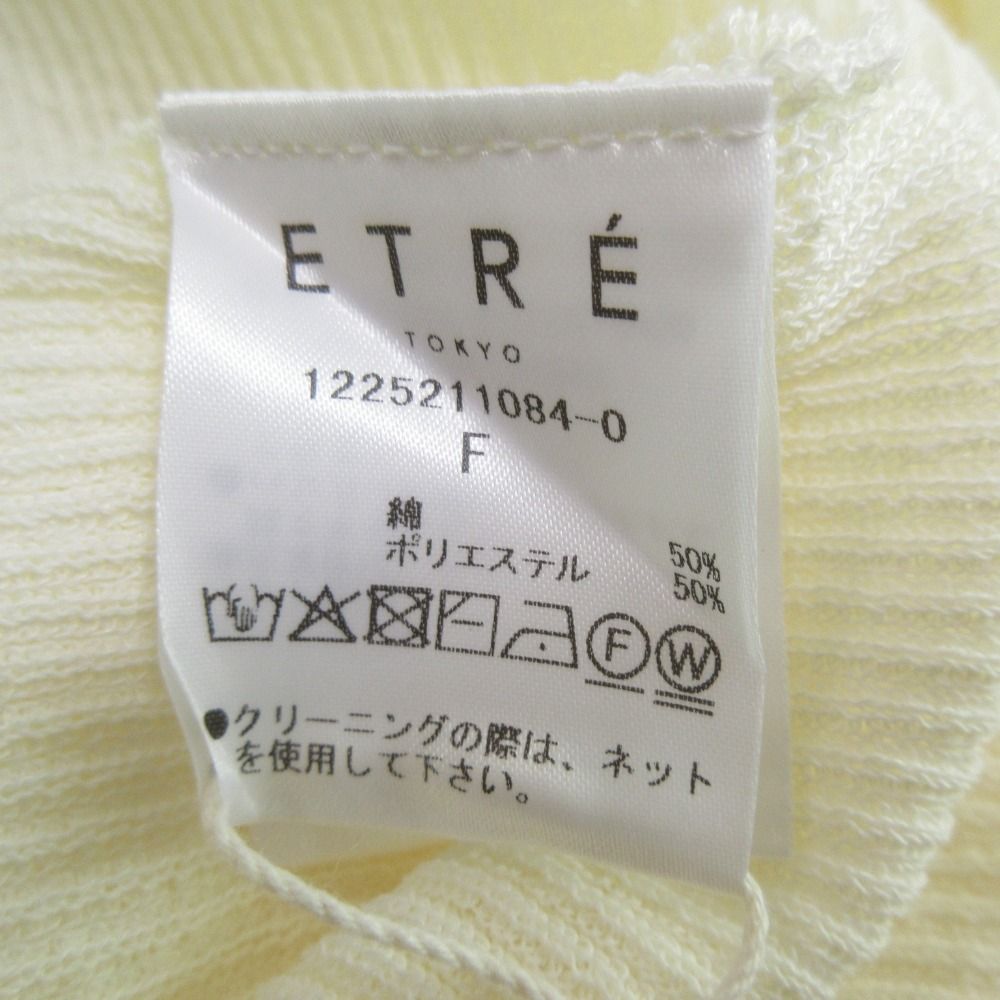 ETRÉ
TOKYO
1225211084-0
F
綿 50%
ポリエステル 50%
F W
●クリーニングの際は、ネット
を使用して下さい。